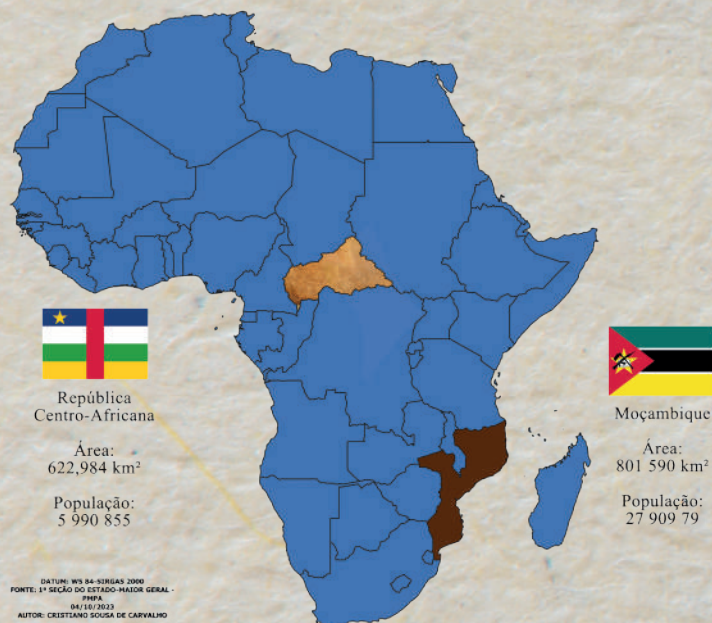 República
Centro-Africana
Área:
622,984 km²
População:
5 990 855
Moçambique
Área:
801 590 km²
População:
27 909 79
DATUM: WS 84-SIRGAS 2000
FONTE: 1ª SEÇÃO DO ESTADO-MAIOR GERAL -
PMPA
04/10/2023
AUTOR: CRISTIANO SOUSA DE CARVALHO